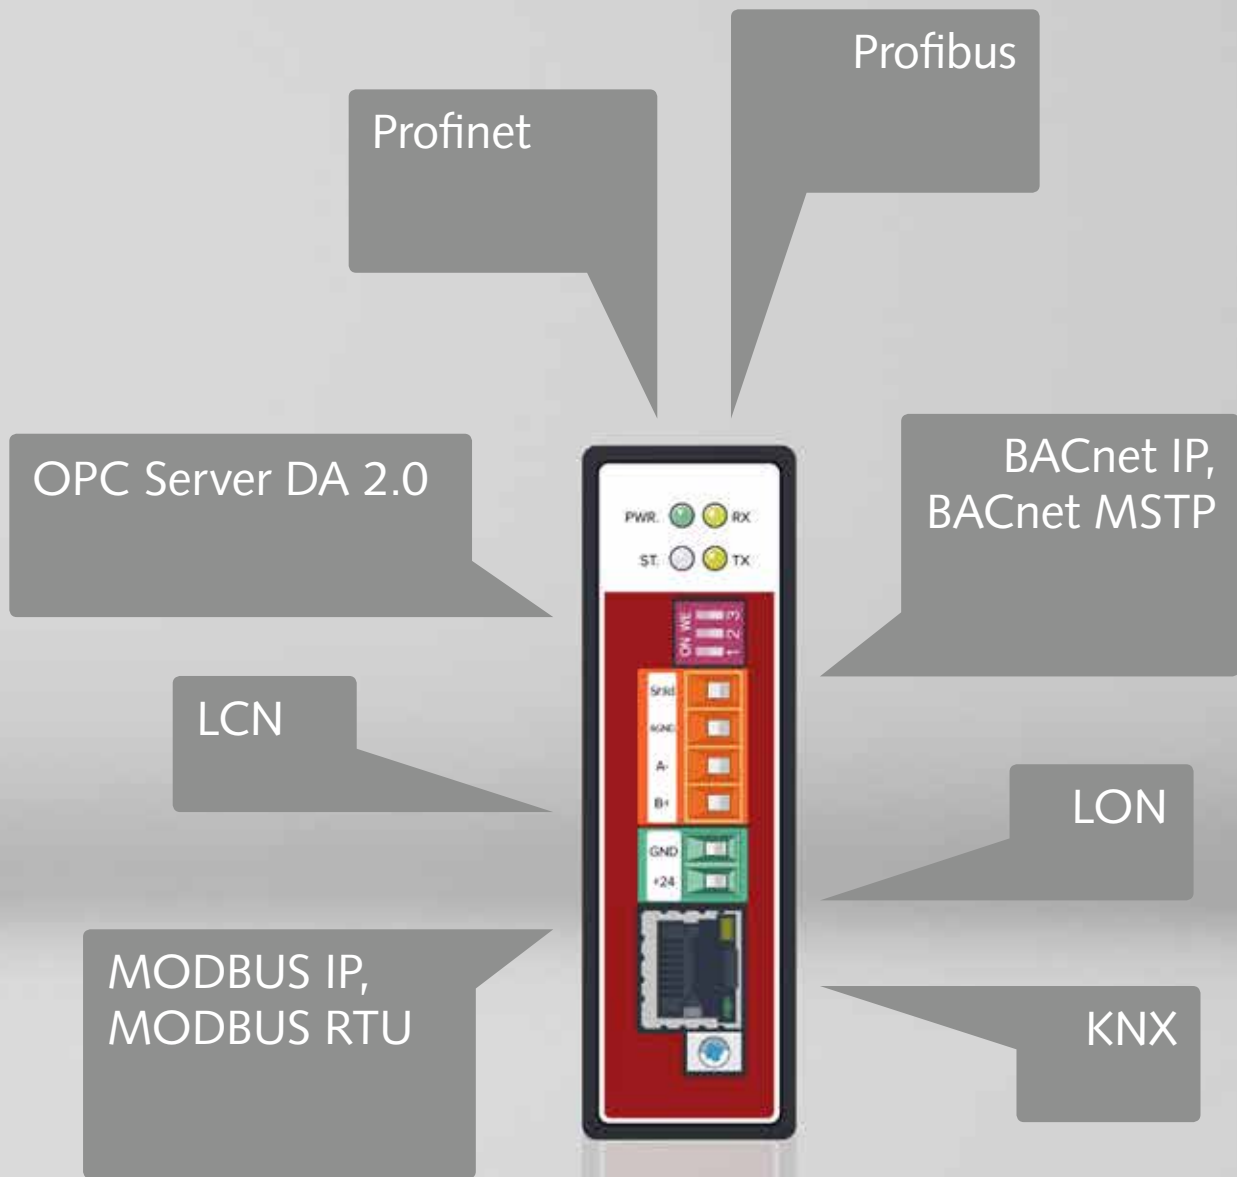 Profibus
Profinet
OPC Server DA 2.0
BACnet IP,
BACnet MSTP
PWR. RX
ST. TX
ON WE
1 2 3
LCN
A-
B+
LON
GND
+24
MODBUS IP,
MODBUS RTU
KNX